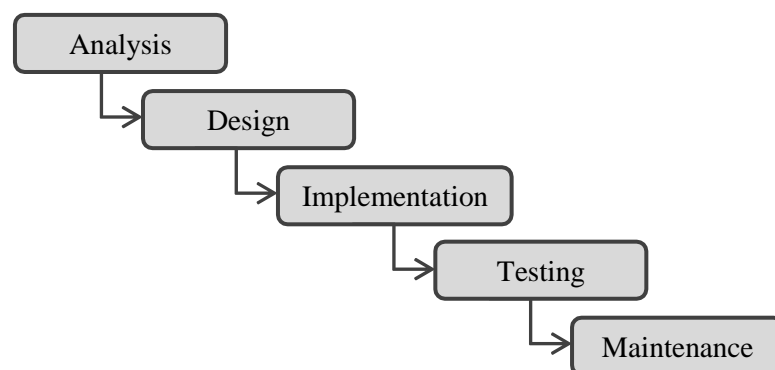 Analysis
Design
Implementation
Testing
Maintenance